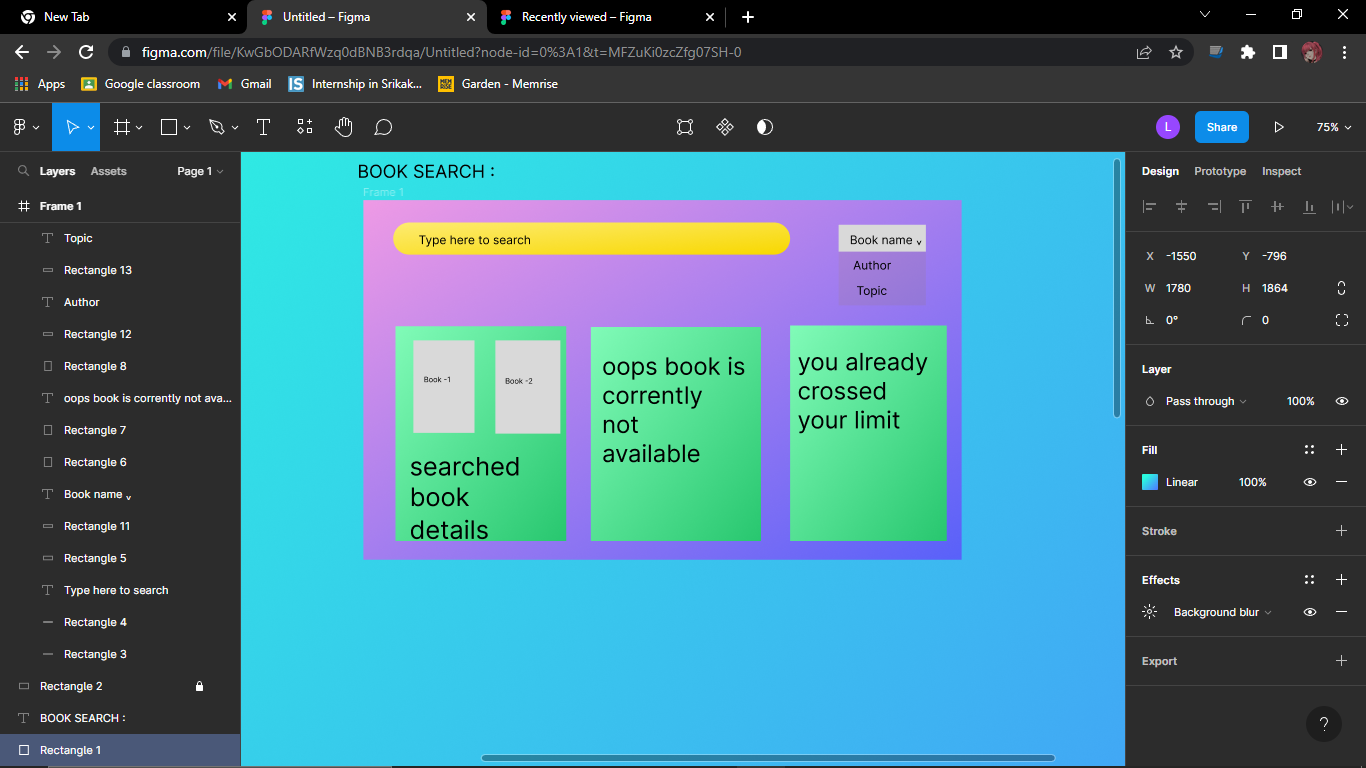 New Tab
Untitled – Figma
Recently viewed – Figma
figma.com/file/KwGbODARfWzq0dBNB3rdqa/Untitled?node-id=0%3A1&t=MFZuKi0zcZfg07SH-0
Apps
Google classroom
Gmail
IS
Internship in Srikak...
Garden - Memrise
L
Share
75%
Layers
Assets
Page 1
Frame 1
Topic
Rectangle 13
Author
Rectangle 12
Rectangle 8
oops book is corrently not ava...
Rectangle 7
Rectangle 6
Book name v
Rectangle 11
Rectangle 5
Type here to search
Rectangle 4
Rectangle 3
Rectangle 2
BOOK SEARCH :
Rectangle 1
BOOK SEARCH :
Frame 1
Type here to search
Book name v
Author
Topic
Book -1
Book -2
searched
book
details
oops book is
corrently
not
available
you already
crossed
your limit
Design
Prototype
Inspect
X -1550
Y -796
W 1780
H 1864
0°
0
Layer
Pass through
100%
Fill
Linear
100%
Stroke
Effects
Background blur
Export
?